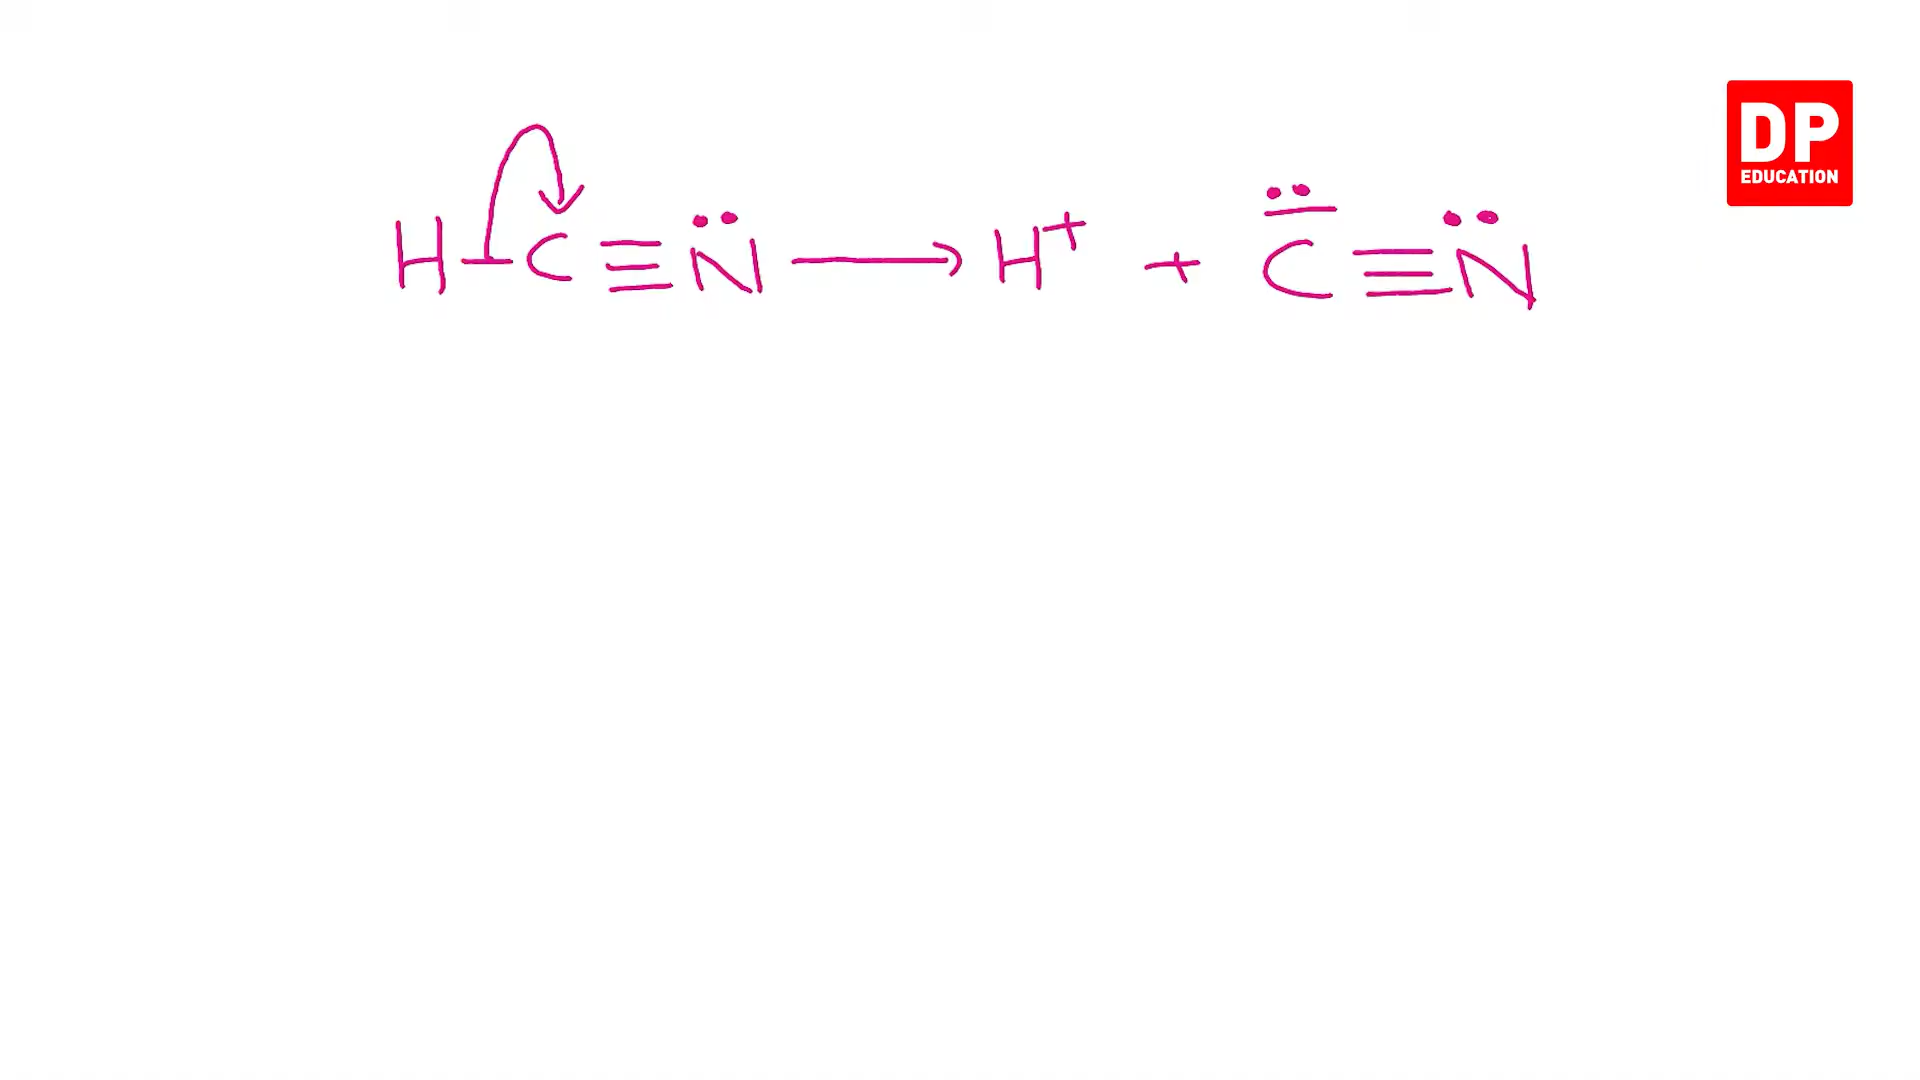 H-C≡N̈ ⟶ H⁺ + C̈̄≡N̈
DP
EDUCATION